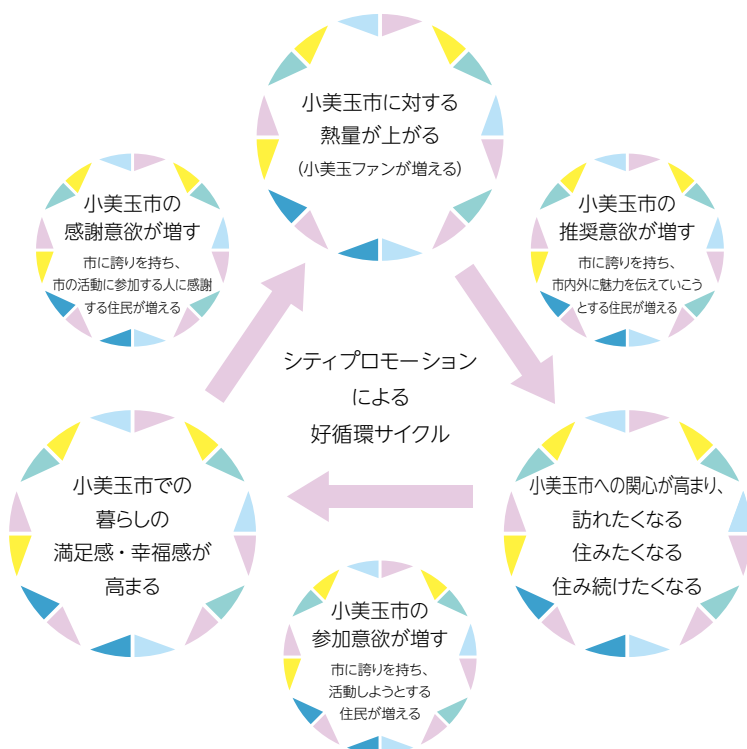 小美玉市に対する
熱量が上がる
(小美玉ファンが増える)
小美玉市の
感謝意欲が増す
市に誇りを持ち、
市の活動に参加する人に感謝
する住民が増える
小美玉市の
推奨意欲が増す
市に誇りを持ち、
市内外に魅力を伝えていこう
とする住民が増える
シティプロモーション
による
好循環サイクル
小美玉市での
暮らしの
満足感・幸福感が
高まる
小美玉市への関心が高まり、
訪れたくなる
住みたくなる
住み続けたくなる
小美玉市の
参加意欲が増す
市に誇りを持ち、
活動しようとする
住民が増える